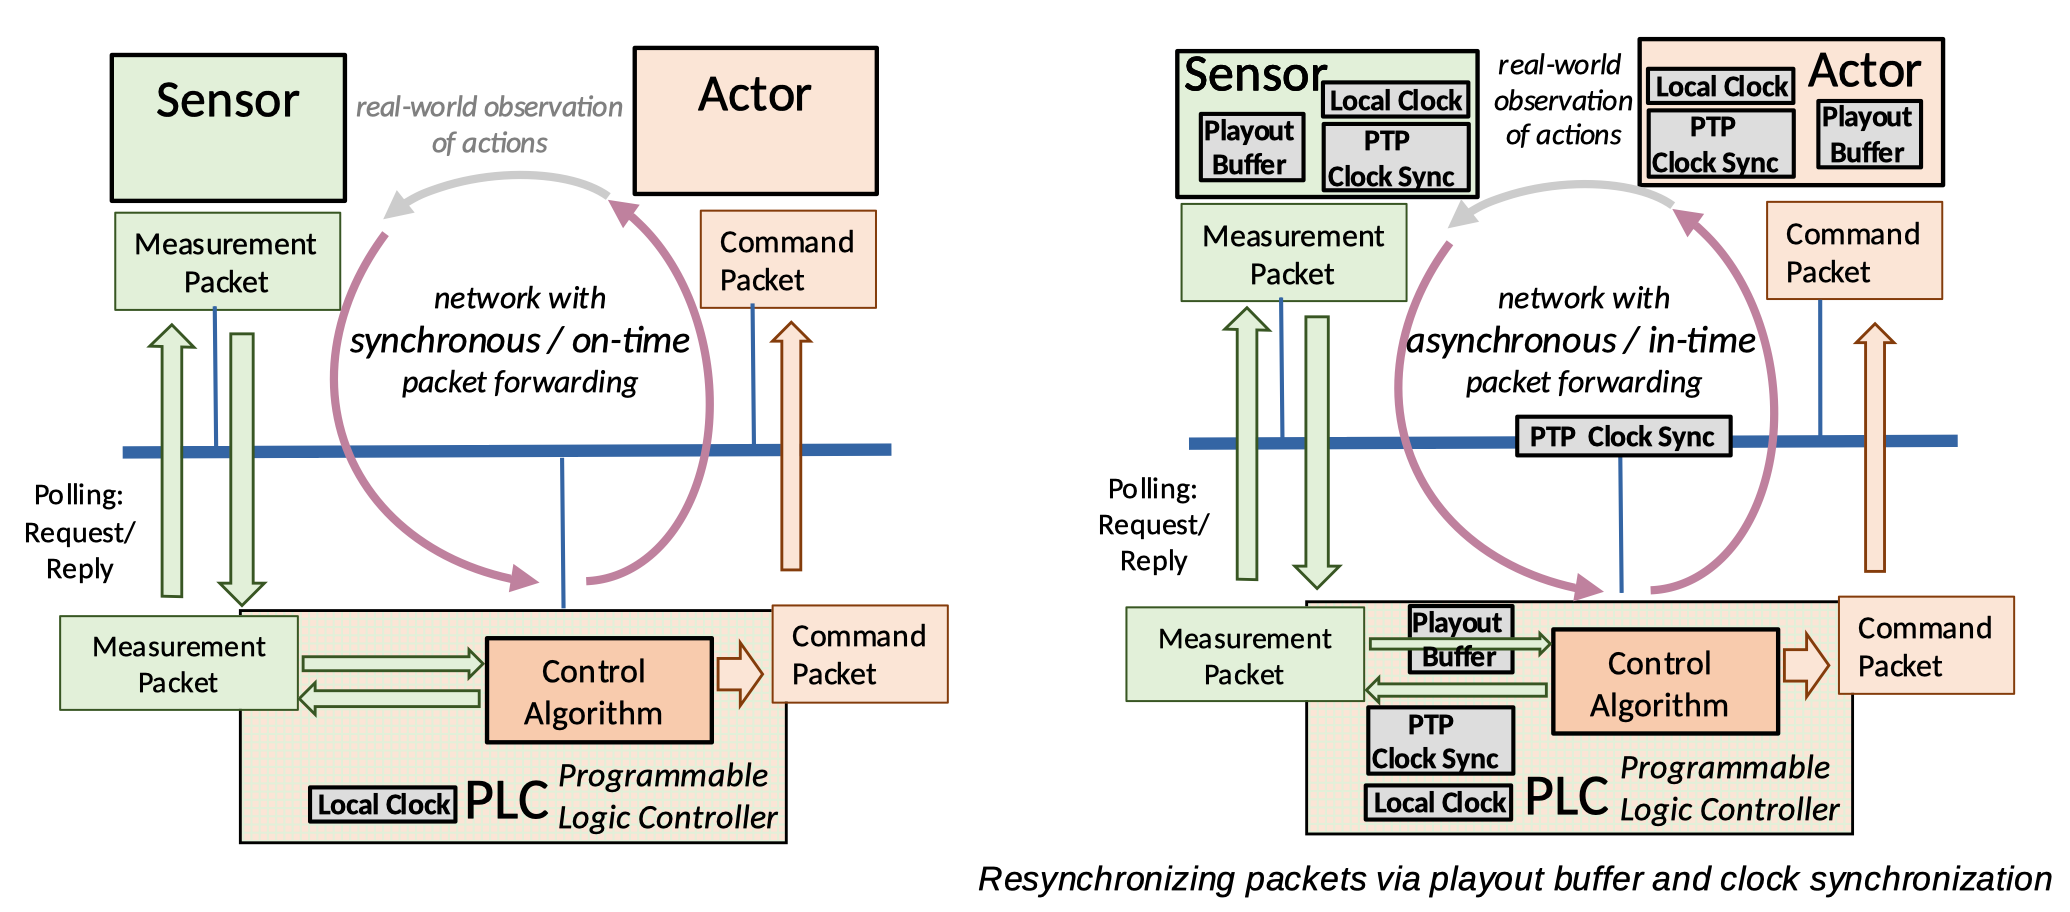 Sensor
real-world observation
of actions
Actor
Measurement
Packet
Command
Packet
network with
synchronous / on-time
packet forwarding
Polling:
Request/
Reply
Measurement
Packet
Control
Algorithm
Command
Packet
Local Clock
PLC
Programmable
Logic Controller
Sensor
Local Clock
Playout
Buffer
PTP
Clock Sync
real-world
observation
of actions
Actor
Local Clock
PTP
Clock Sync
Playout
Buffer
Measurement
Packet
Command
Packet
network with
asynchronous / in-time
packet forwarding
PTP Clock Sync
Polling:
Request/
Reply
Measurement
Packet
Playout
Buffer
Control
Algorithm
Command
Packet
PTP
Clock Sync
Local Clock
PLC
Programmable
Logic Controller
Resynchronizing packets via playout buffer and clock synchronization